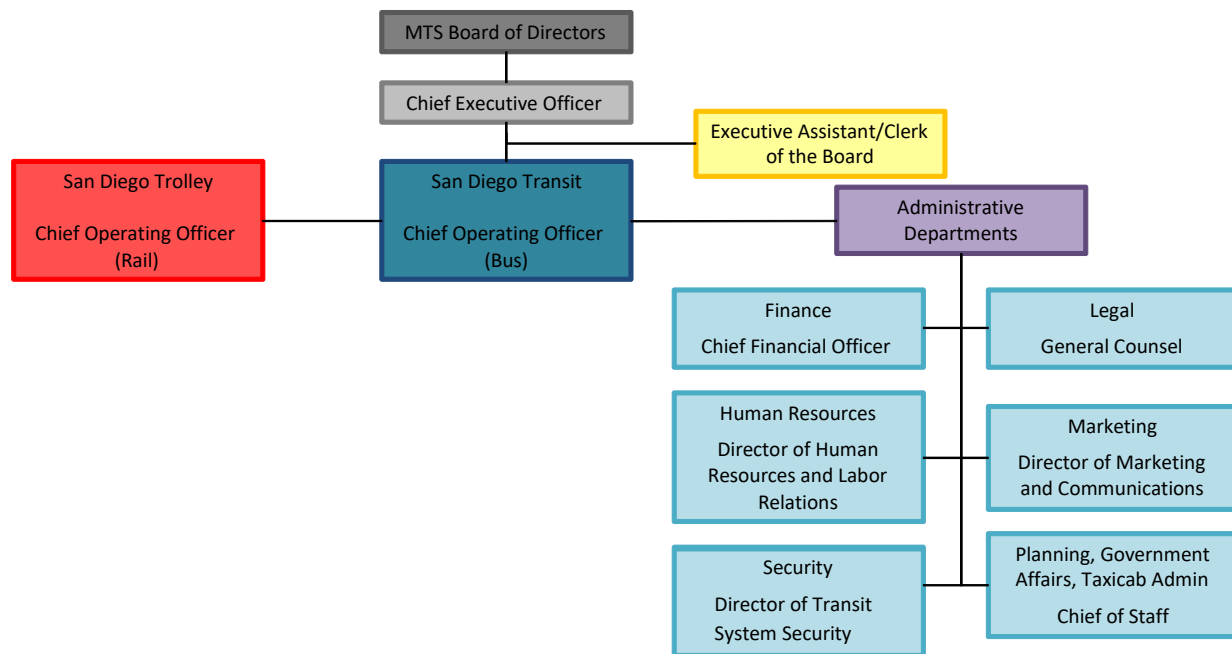 MTS Board of Directors
Chief Executive Officer
Executive Assistant/Clerk
of the Board
San Diego Trolley
Chief Operating Officer
(Rail)
San Diego Transit
Chief Operating Officer
(Bus)
Administrative
Departments
Finance
Chief Financial Officer
Legal
General Counsel
Human Resources
Director of Human
Resources and Labor
Relations
Marketing
Director of Marketing
and Communications
Security
Director of Transit
System Security
Planning, Government
Affairs, Taxicab Admin
Chief of Staff